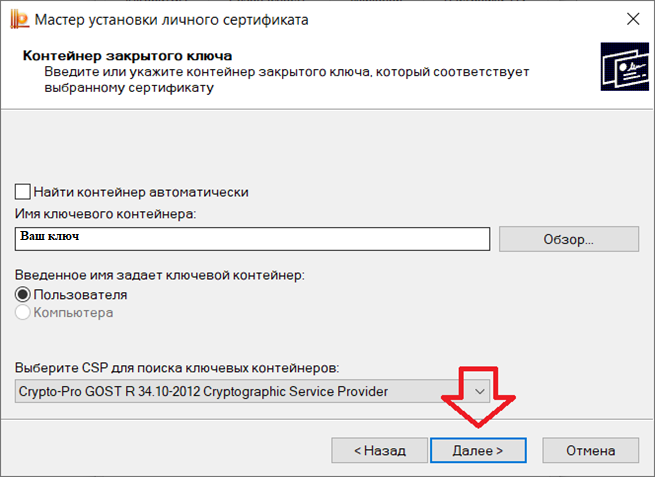 Мастер установки личного сертификата
Контейнер закрытого ключа
Введите или укажите контейнер закрытого ключа, который соответствует
выбранному сертификату
Найти контейнер автоматически
Имя ключевого контейнера:
Ваш ключ
Обзор...
Введенное имя задает ключевой контейнер:
Пользователя
Компьютера
Выберите CSP для поиска ключевых контейнеров:
Crypto-Pro GOST R 34.10-2012 Cryptographic Service Provider
< Назад
Далее >
Отмена